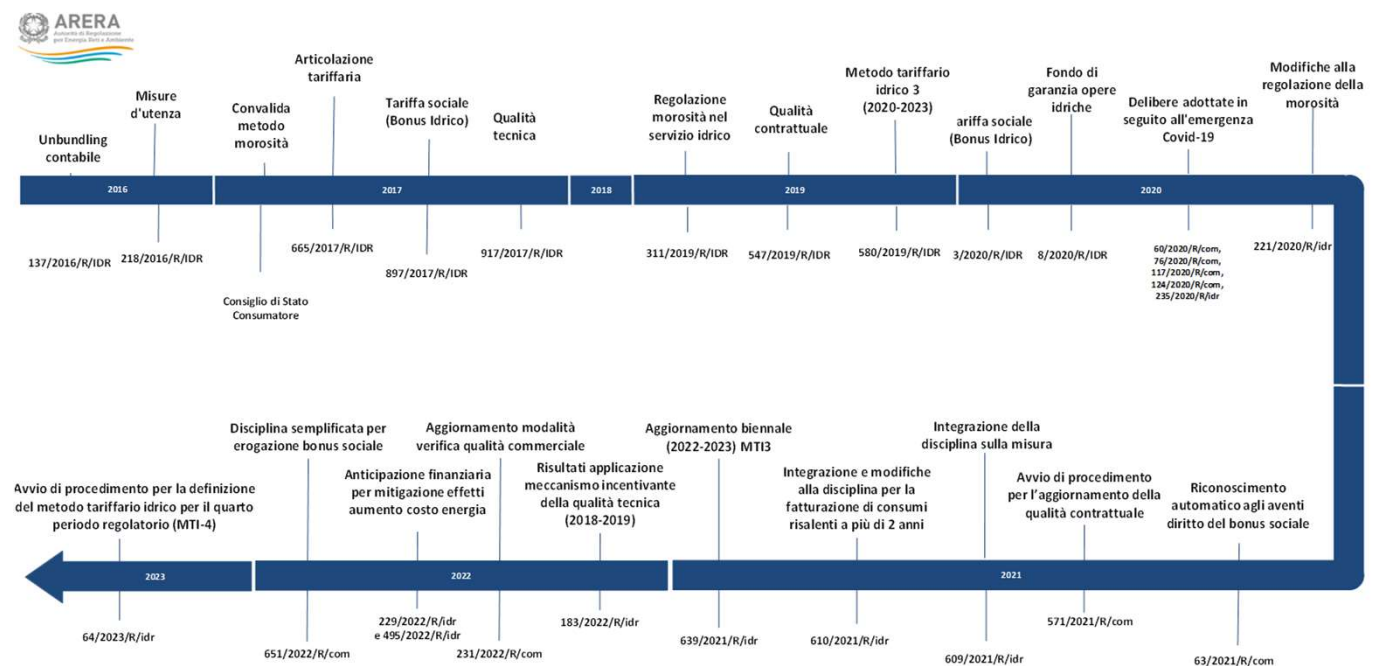 ARERA
Autorità di Regolazione
per Energia Reti e Ambiente
Unbundling
contabile
Misure
d'utenza
Convalida
metodo
morosità
Articolazione
tariffaria
Tariffa sociale
(Bonus Idrico)
Qualità
tecnica
Regolazione
morosità nel
servizio idrico
Qualità
contrattuale
Metodo tariffario
idrico 3
(2020-2023)
ariffa sociale
(Bonus Idrico)
Fondo di
garanzia opere
idriche
Delibere adottate in
seguito all'emergenza
Covid-19
Modifiche alla
regolazione della
morosità
2016
2017
2018
2019
2020
137/2016/R/IDR
218/2016/R/IDR
Consiglio di Stato
Consumatore
665/2017/R/IDR
897/2017/R/IDR
917/2017/R/IDR
311/2019/R/IDR
547/2019/R/IDR
580/2019/R/IDR
3/2020/R/IDR
8/2020/R/IDR
60/2020/R/com,
76/2020/R/com,
117/2020/R/com,
124/2020/R/com,
235/2020/R/idr
221/2020/R/idr
Avvio di procedimento per la definizione
del metodo tariffario idrico per il quarto
periodo regolatorio (MTI-4)
Disciplina semplificata per
erogazione bonus sociale
Anticipazione finanziaria
per mitigazione effetti
aumento costo energia
Aggiornamento modalità
verifica qualità commerciale
Risultati applicazione
meccanismo incentivante
della qualità tecnica
(2018-2019)
Aggiornamento biennale
(2022-2023) MTI3
Integrazione e modifiche
alla disciplina per la
fatturazione di consumi
risalenti a più di 2 anni
Integrazione della
disciplina sulla misura
Avvio di procedimento
per l'aggiornamento della
qualità contrattuale
Riconoscimento
automatico agli aventi
diritto del bonus sociale
2023
2022
2021
64/2023/R/idr
651/2022/R/com
229/2022/R/idr
e 495/2022/R/idr
231/2022/R/com
183/2022/R/idr
639/2021/R/idr
610/2021/R/idr
609/2021/R/idr
571/2021/R/com
63/2021/R/com